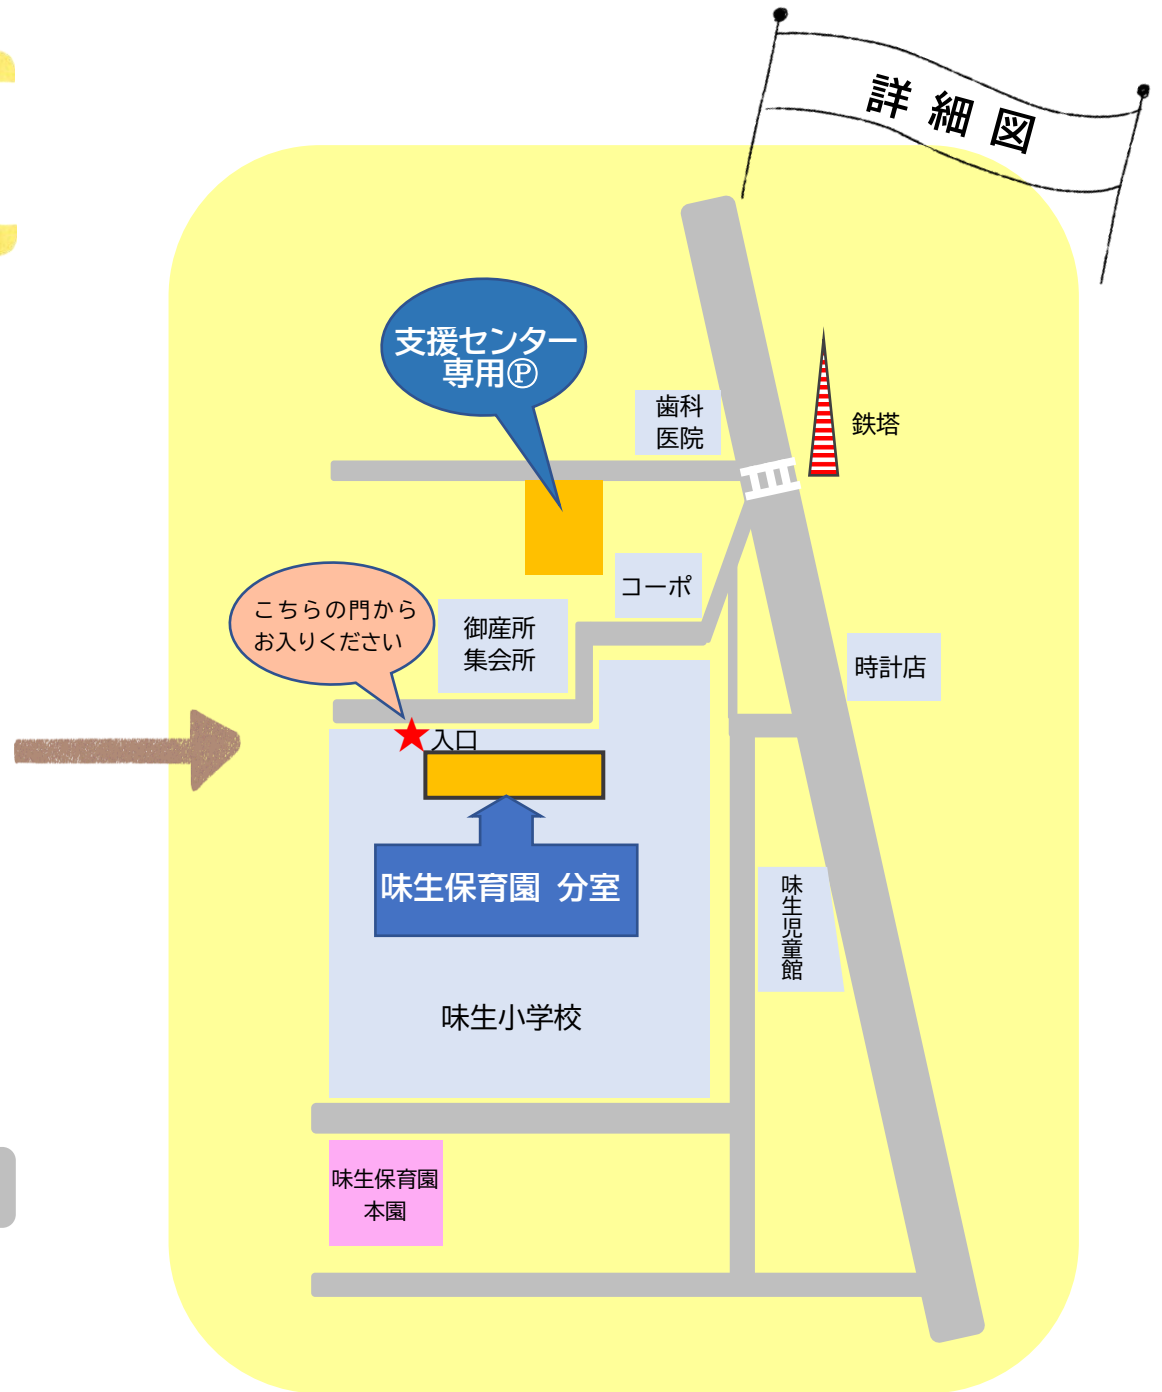 詳細図
支援センター
専用Ⓟ
歯科
医院
鉄塔
コーポ
こちらの門から
お入りください
御産所
集会所
時計店
入口
味生保育園 分室
味生児童館
味生小学校
味生保育園
本園